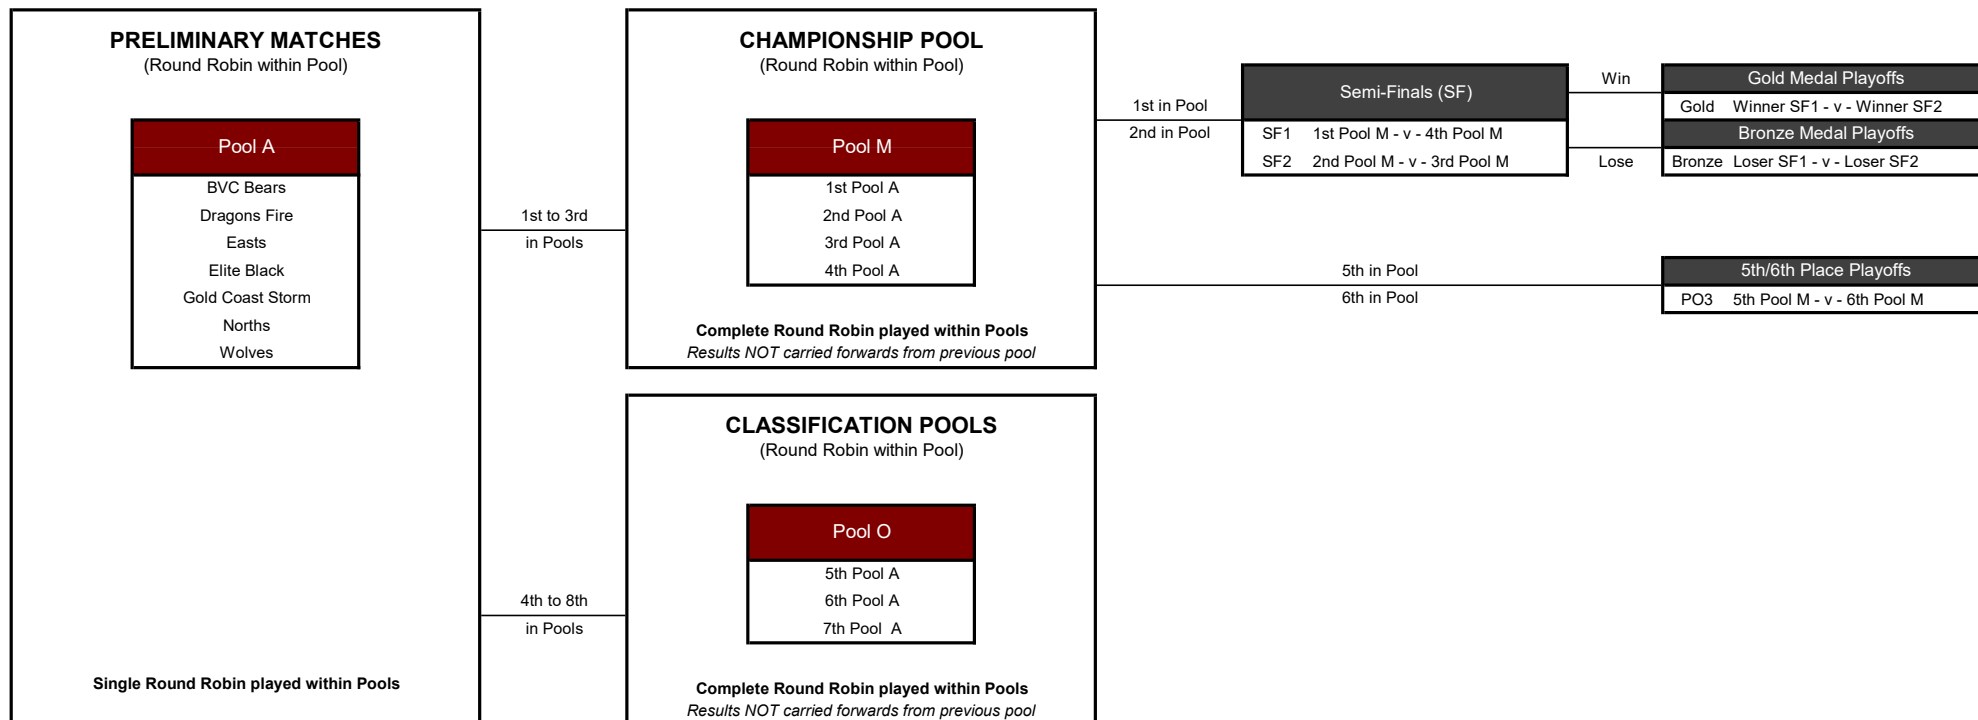 PRELIMINARY MATCHES
(Round Robin within Pool)
Pool A
BVC Bears
Dragons Fire
Easts
Elite Black
Gold Coast Storm
Norths
Wolves
Single Round Robin played within Pools
1st to 3rd
in Pools
4th to 8th
in Pools
CHAMPIONSHIP POOL
(Round Robin within Pool)
Pool M
1st Pool A
2nd Pool A
3rd Pool A
4th Pool A
Complete Round Robin played within Pools
Results NOT carried forwards from previous pool
CLASSIFICATION POOLS
(Round Robin within Pool)
Pool O
5th Pool A
6th Pool A
7th Pool A
Complete Round Robin played within Pools
Results NOT carried forwards from previous pool
1st in Pool
2nd in Pool
Semi-Finals (SF)
SF1 1st Pool M - v - 4th Pool M
SF2 2nd Pool M - v - 3rd Pool M
Win
Lose
Gold Medal Playoffs
Gold Winner SF1 - v - Winner SF2
Bronze Medal Playoffs
Bronze Loser SF1 - v - Loser SF2
5th in Pool
6th in Pool
5th/6th Place Playoffs
PO3 5th Pool M - v - 6th Pool M